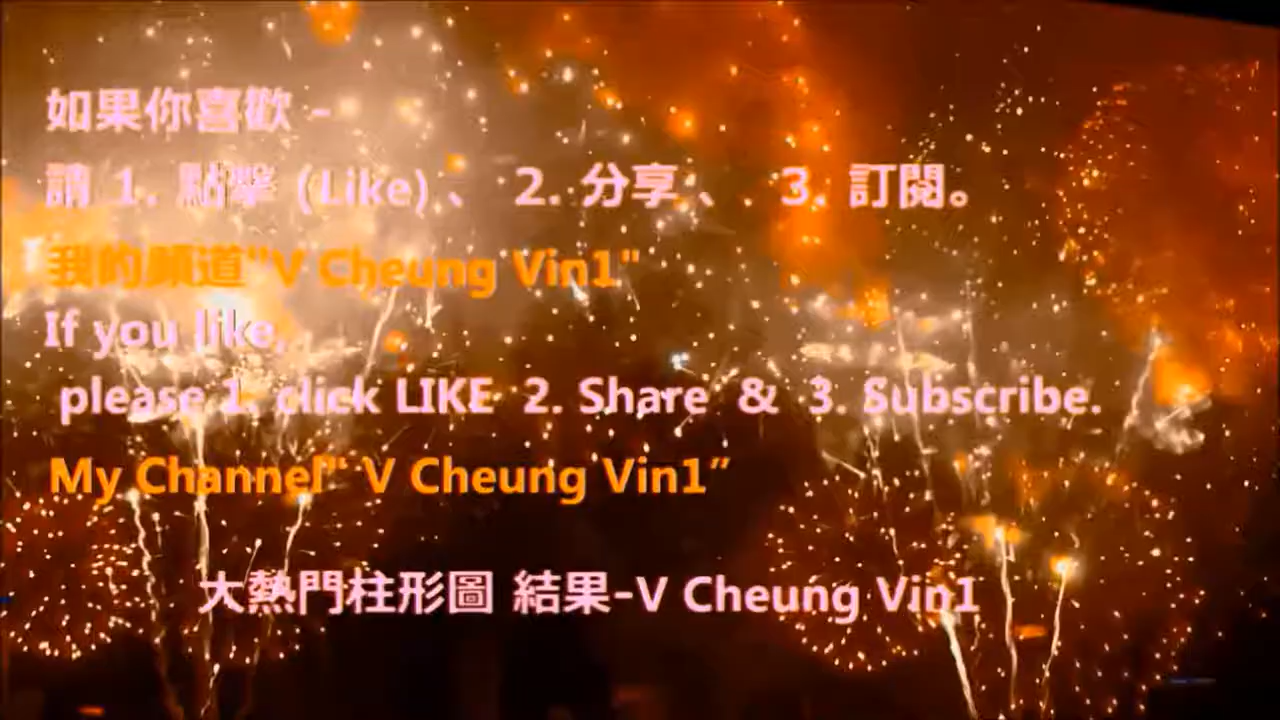 如果你喜歡 -
請 1. 點擊 (Like) 、 2. 分享 、 3. 訂閱。
我的頻道"V Cheung Vin1"
If you like,
please 1. click LIKE 2. Share & 3. Subscribe.
My Channel" V Cheung Vin1”
大熱門柱形圖 結果-V Cheung Vin1